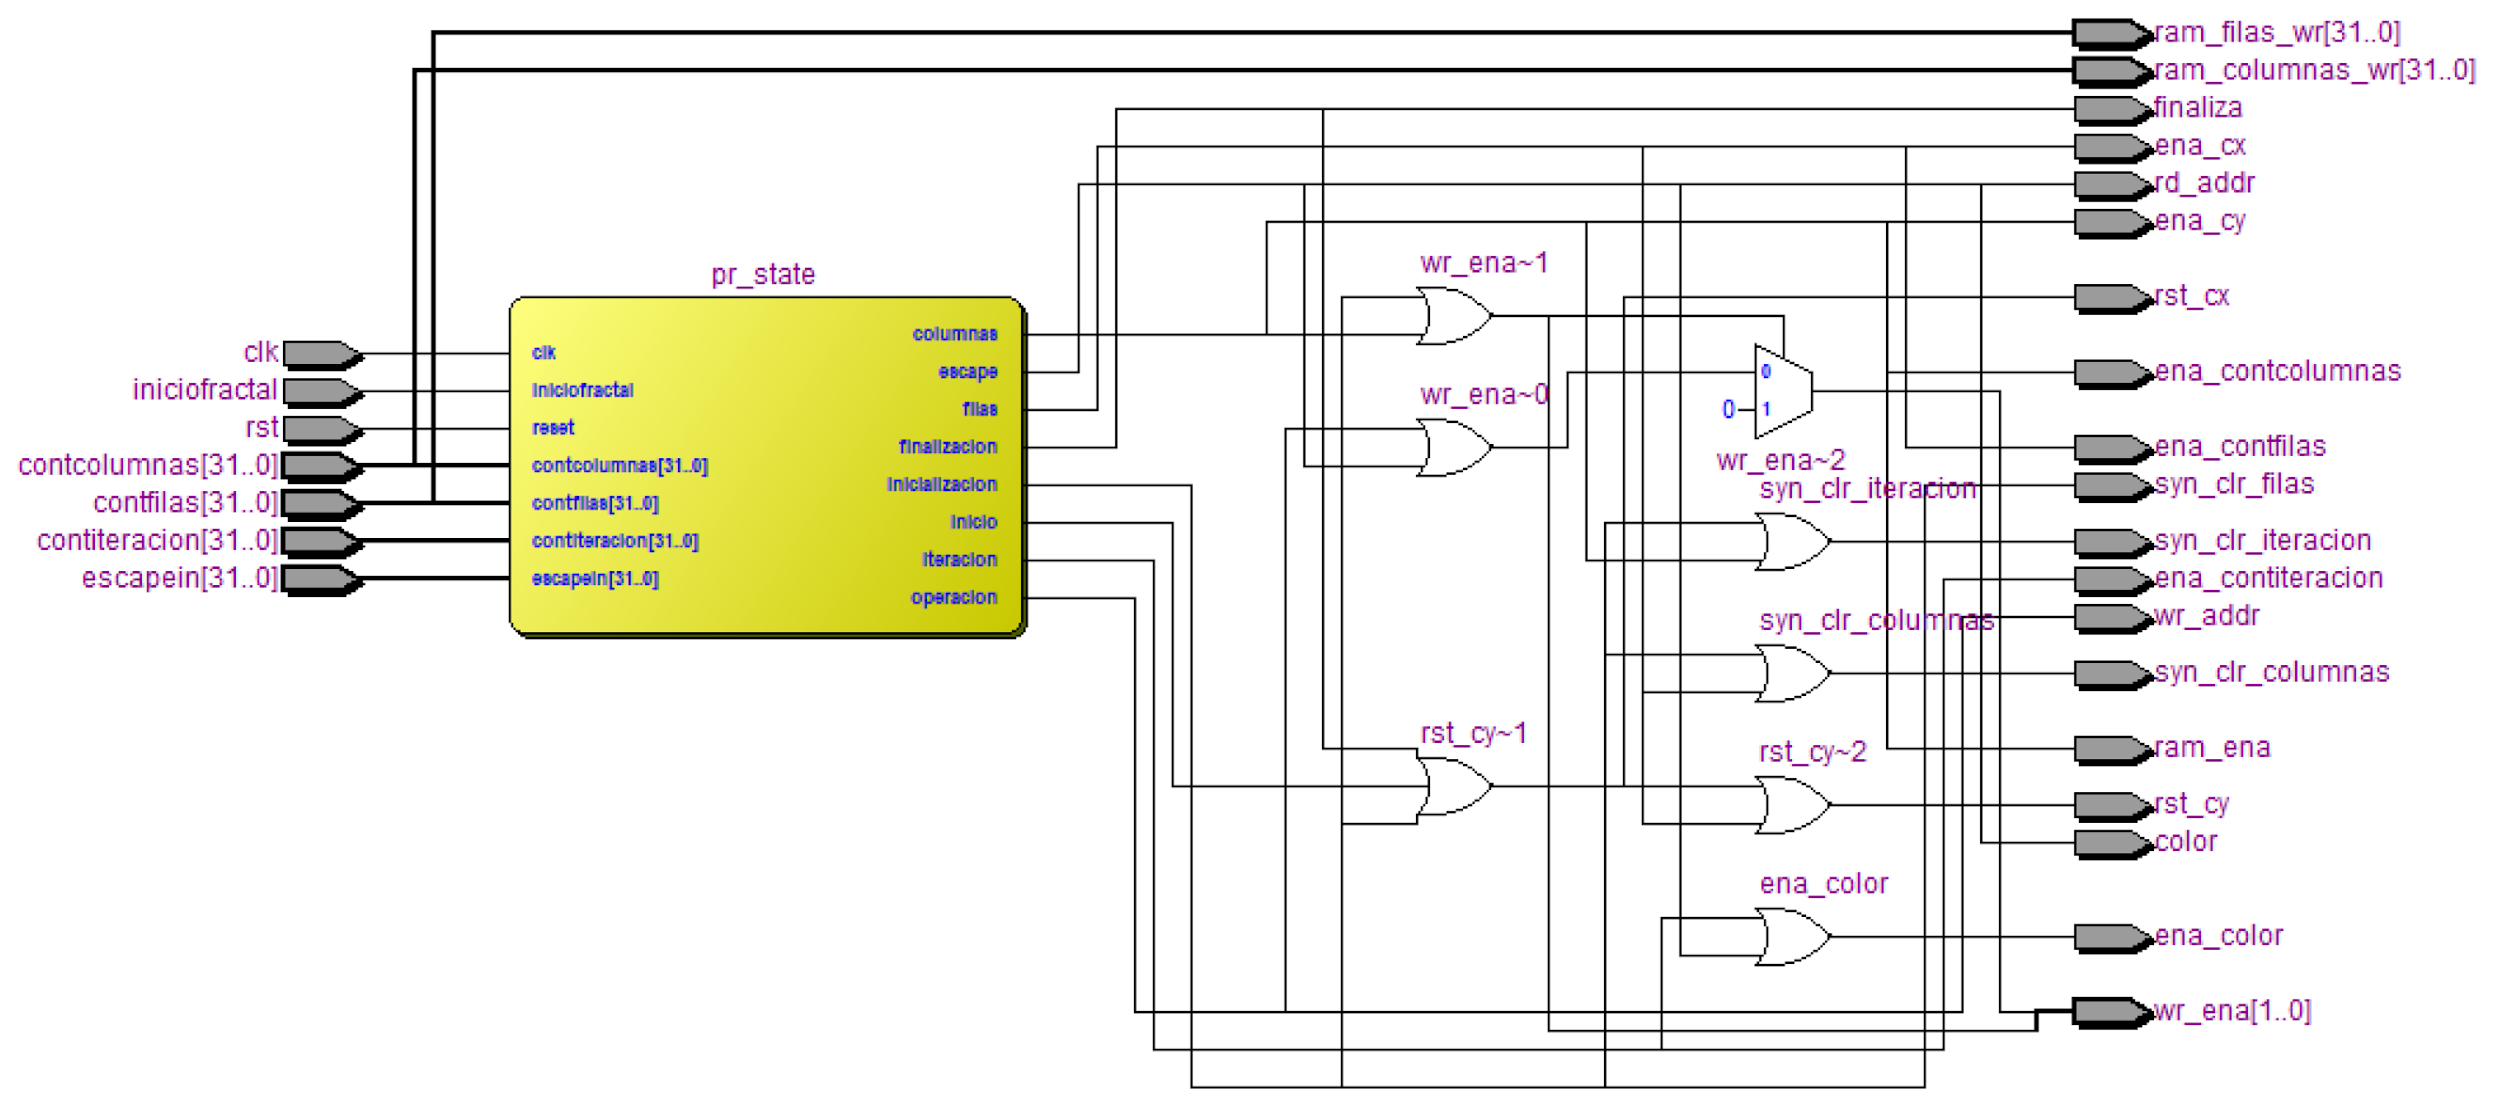 ram_filas_wr[31..0]
ram_columnas_wr[31..0]
finaliza
ena_cx
rd_addr
ena_cy
rst_cx
ena_contcolumnas
ena_contfilas
syn_clr_filas
syn_clr_iteracion
ena_contiteracion
wr_addr
syn_clr_columnas
ram_ena
rst_cy
color
ena_color
wr_ena[1..0]
pr_state
clk
iniciofractal
rst
contcolumnas[31..0]
contfilas[31..0]
contiteracion[31..0]
escapein[31..0]
clk
iniciofractal
reset
contcolumnas[31..0]
contfilas[31..0]
contiteracion[31..0]
escapein[31..0]
columnas
escape
filas
finalizacion
inicializacion
inicio
iteracion
operacion
wr_ena~1
wr_ena~0
0
0 1
wr_ena~2
syn_clr_iteracion
syn_clr_columnas
rst_cy~1
rst_cy~2
ena_color